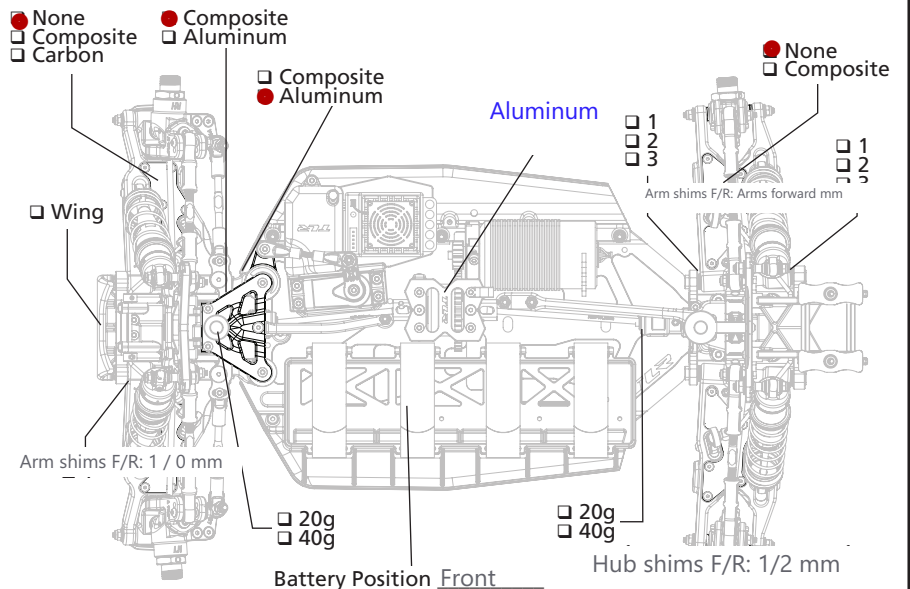 None
Composite
Carbon
Composite
Aluminum
Composite
Aluminum
Aluminum
None
Composite
1
2
3
1
2
3
Arm shims F/R: Arms forward mm
Wing
Arm shims F/R: 1 / 0 mm
20g
40g
20g
40g
Hub shims F/R: 1/2 mm
Battery Position Front